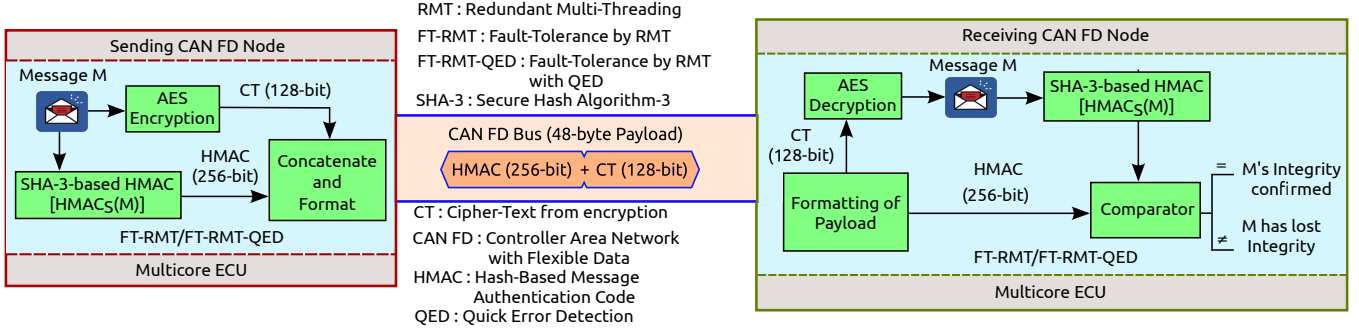 Sending CAN FD Node
Message M
AES
Encryption
CT (128-bit)
SHA-3-based HMAC
[HMACS(M)]
HMAC
(256-bit)
Concatenate
and
Format
FT-RMT/FT-RMT-QED
Multicore ECU
RMT : Redundant Multi-Threading
FT-RMT : Fault-Tolerance by RMT
FT-RMT-QED : Fault-Tolerance by RMT
with QED
SHA-3 : Secure Hash Algorithm-3
CAN FD Bus (48-byte Payload)
HMAC (256-bit) + CT (128-bit)
CT : Cipher-Text from encryption
CAN FD : Controller Area Network
with Flexible Data
HMAC : Hash-Based Message
Authentication Code
QED : Quick Error Detection
Receiving CAN FD Node
AES
Decryption
Message M
SHA-3-based HMAC
[HMACS(M)]
CT
(128-bit)
Formatting of
Payload
HMAC
(256-bit)
Comparator
= M's Integrity
confirmed
≠ M has lost
Integrity
FT-RMT/FT-RMT-QED
Multicore ECU